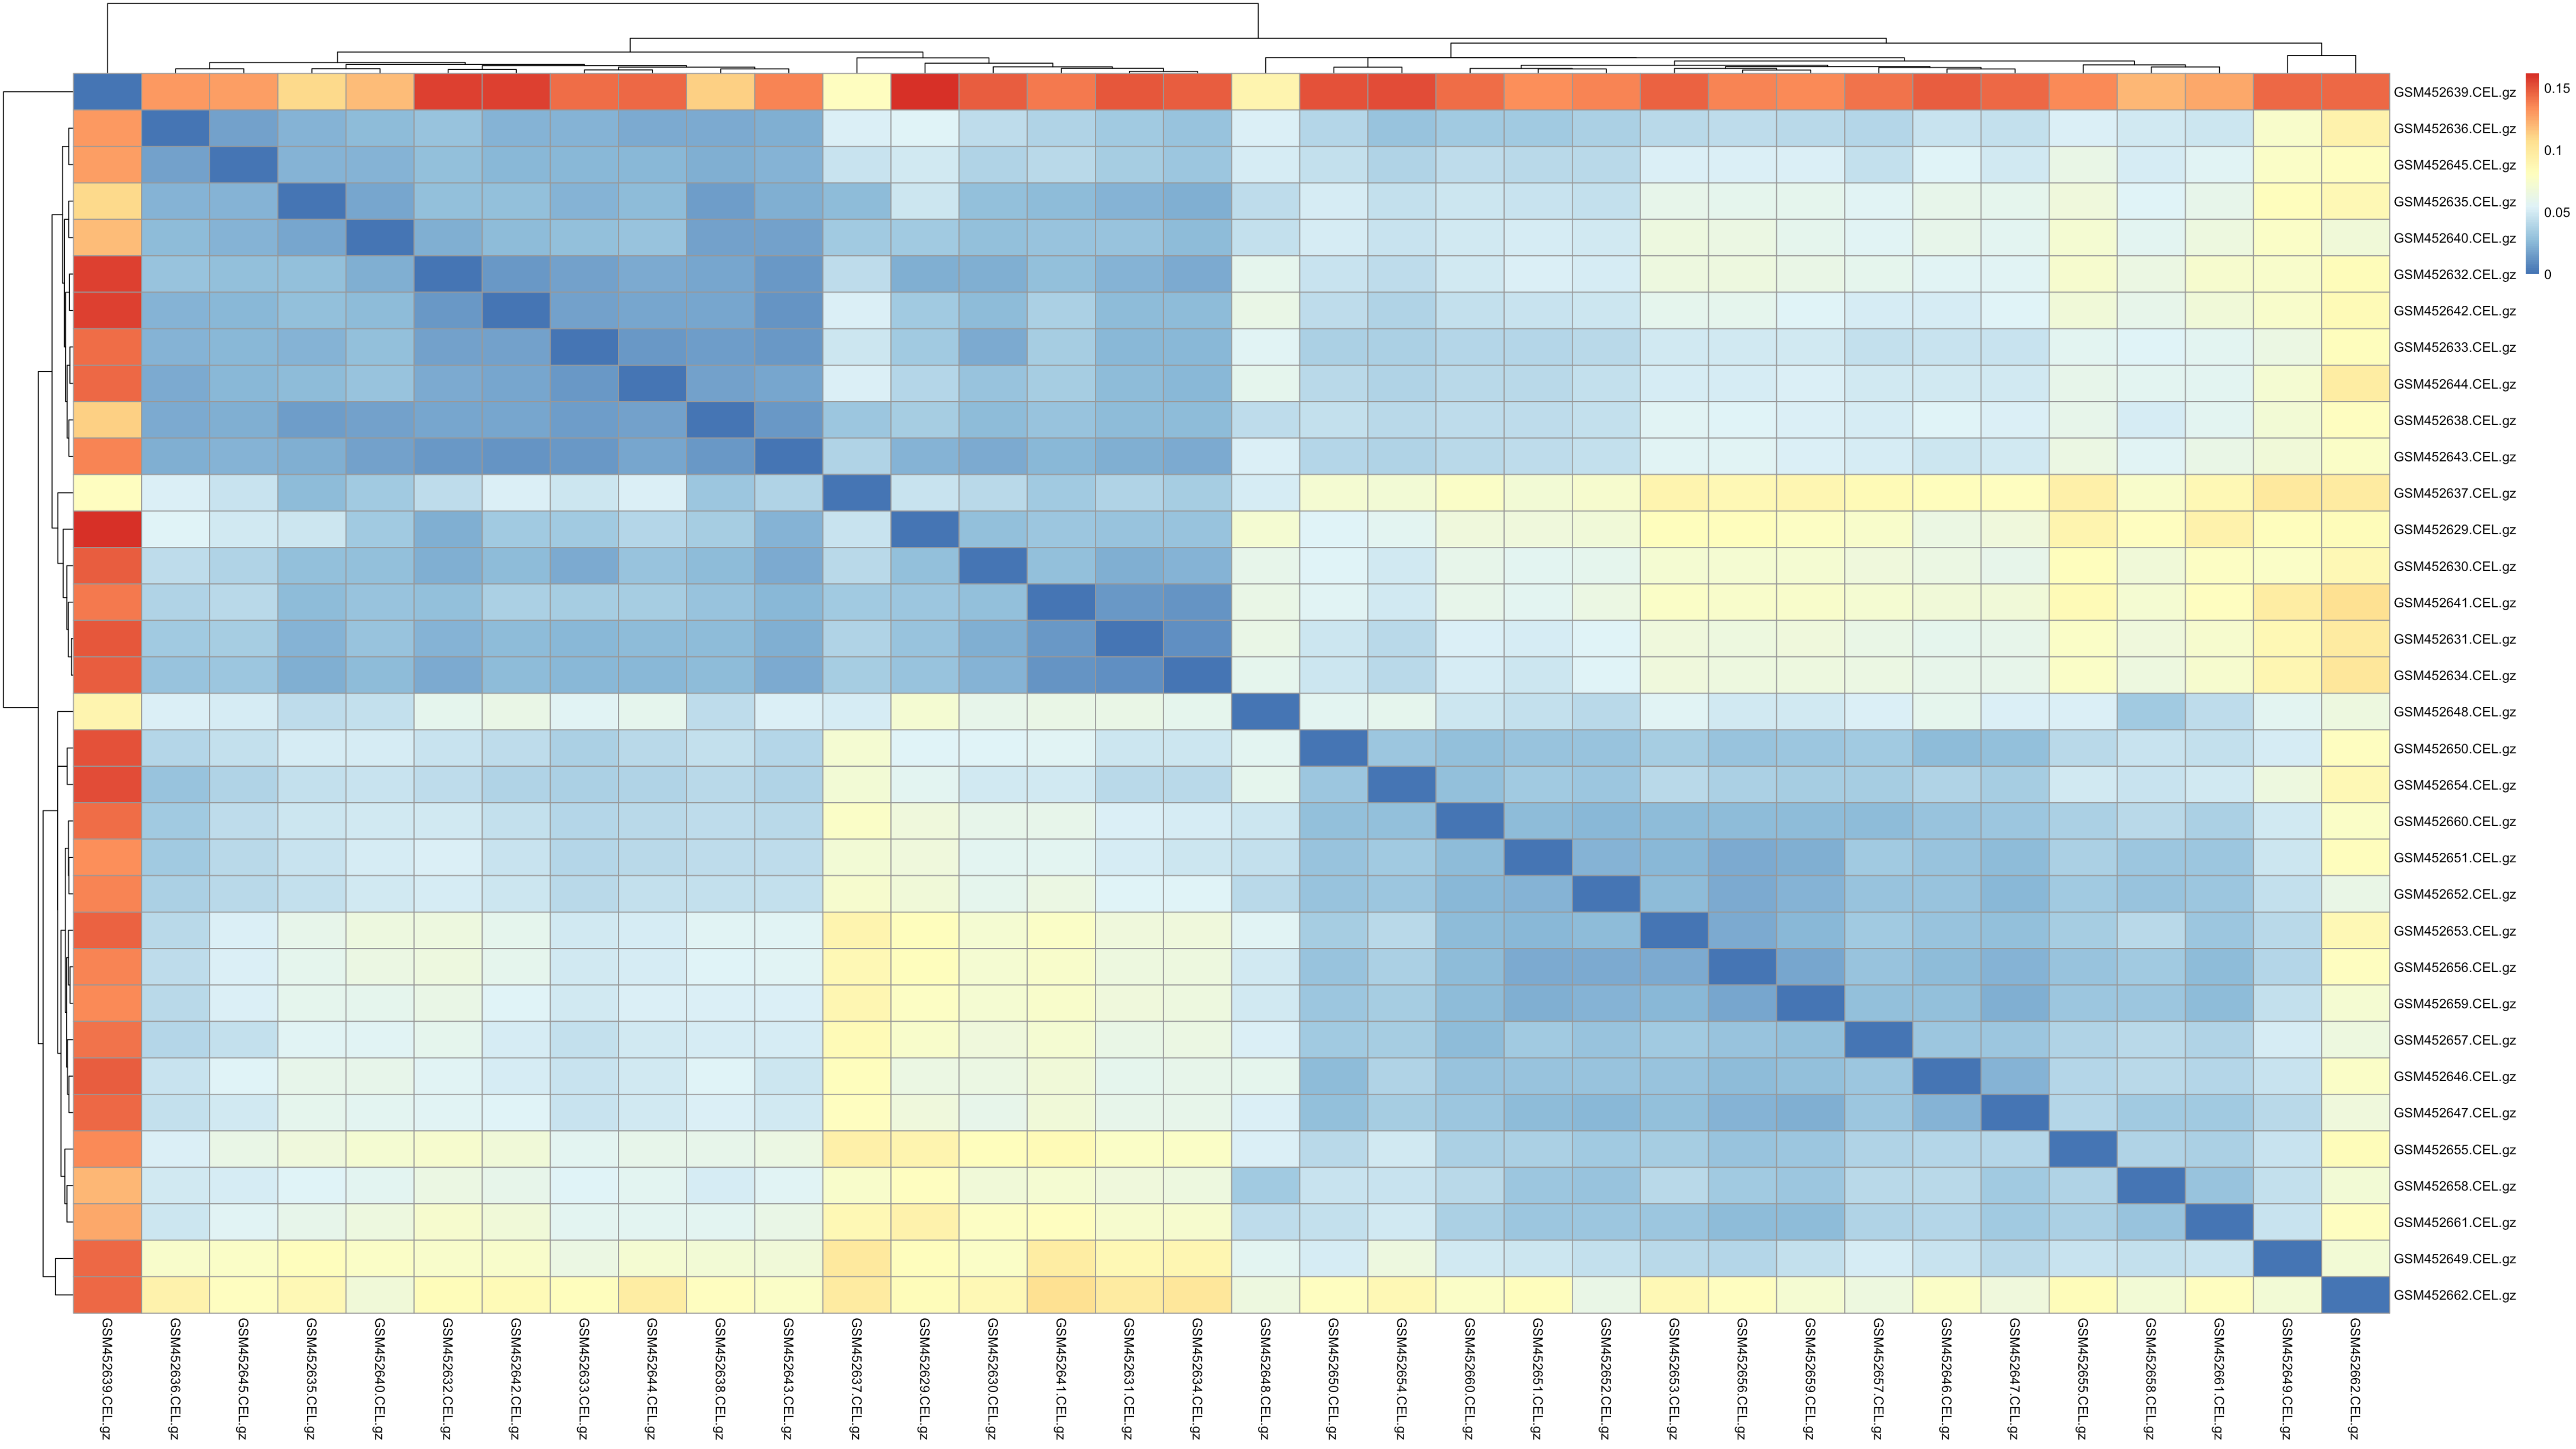 GSM452639.CEL.gz
GSM452636.CEL.gz
GSM452645.CEL.gz
GSM452635.CEL.gz
GSM452640.CEL.gz
GSM452632.CEL.gz
GSM452642.CEL.gz
GSM452633.CEL.gz
GSM452644.CEL.gz
GSM452638.CEL.gz
GSM452643.CEL.gz
GSM452637.CEL.gz
GSM452629.CEL.gz
GSM452630.CEL.gz
GSM452641.CEL.gz
GSM452631.CEL.gz
GSM452634.CEL.gz
GSM452648.CEL.gz
GSM452650.CEL.gz
GSM452654.CEL.gz
GSM452660.CEL.gz
GSM452651.CEL.gz
GSM452652.CEL.gz
GSM452653.CEL.gz
GSM452656.CEL.gz
GSM452659.CEL.gz
GSM452657.CEL.gz
GSM452646.CEL.gz
GSM452647.CEL.gz
GSM452655.CEL.gz
GSM452658.CEL.gz
GSM452661.CEL.gz
GSM452649.CEL.gz
GSM452662.CEL.gz
0.15
0.1
0.05
0
GSM452639.CEL.gz
GSM452636.CEL.gz
GSM452645.CEL.gz
GSM452635.CEL.gz
GSM452640.CEL.gz
GSM452632.CEL.gz
GSM452642.CEL.gz
GSM452633.CEL.gz
GSM452644.CEL.gz
GSM452638.CEL.gz
GSM452643.CEL.gz
GSM452637.CEL.gz
GSM452629.CEL.gz
GSM452630.CEL.gz
GSM452641.CEL.gz
GSM452631.CEL.gz
GSM452634.CEL.gz
GSM452648.CEL.gz
GSM452650.CEL.gz
GSM452654.CEL.gz
GSM452660.CEL.gz
GSM452651.CEL.gz
GSM452652.CEL.gz
GSM452653.CEL.gz
GSM452656.CEL.gz
GSM452659.CEL.gz
GSM452657.CEL.gz
GSM452646.CEL.gz
GSM452647.CEL.gz
GSM452655.CEL.gz
GSM452658.CEL.gz
GSM452661.CEL.gz
GSM452649.CEL.gz
GSM452662.CEL.gz